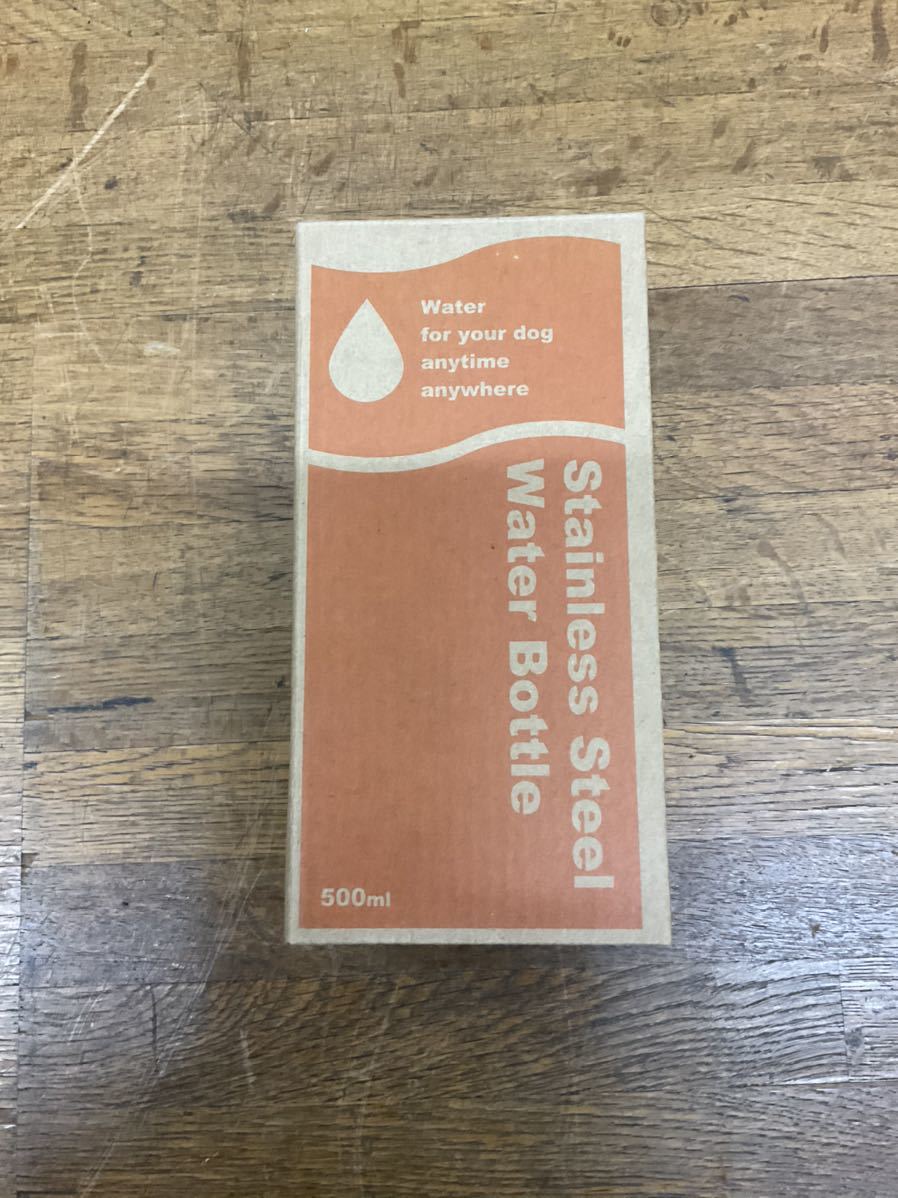 Water
for your dog
anytime
anywhere
Stainless Steel
Water Bottle
500ml